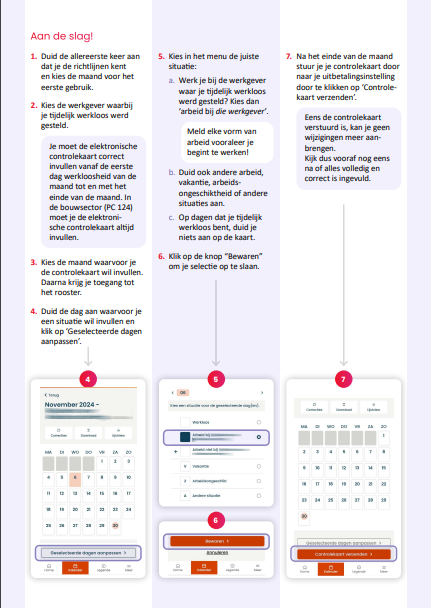 Aan de slag!
1. Duid de allereerste keer aan
dat je de richtlijnen kent
en kies de maand voor het
eerste gebruik.
2. Kies de werkgever waarbij
je tijdelijk werkloos werd
gesteld.
Je moet de elektronische
controlekaart correct
invullen vanaf de eerste
dag werkloosheid van de
maand tot en met het
einde van de maand. In
de bouwsector (PC 124)
moet je de elektroni-
sche controlekaart altijd
invullen.
3. Kies de maand waarvoor je
de controlekaart wil invullen.
Daarna krijg je toegang tot
het rooster.
4. Duid de dag aan waarvoor je
een situatie wil invullen en
klik op ‘Geselecteerde dagen
aanpassen’.
5. Kies in het menu de juiste
situatie:
a. Werk je bij de werkgever
waar je tijdelijk werkloos
werd gesteld? Kies dan
‘arbeid bij die werkgever’.
Meld elke vorm van
arbeid vooraleer je
begint te werken!
b. Duid ook andere arbeid,
vakantie, arbeids-
ongeschiktheid of andere
situaties aan.
c. Op dagen dat je tijdelijk
werkloos bent, duid je
niets aan op de kaart.
6. Klik op de knop “Bewaren”
om je selectie op te slaan.
7. Na het einde van de maand
stuur je je controlekaart door
naar je uitbetalingsinstelling
door te klikken op ‘Controle-
kaart verzenden’.
Eens de controlekaart
verstuurd is, kan je geen
wijzigingen meer aan-
brengen.
Kijk dus vooraf nog eens
na of alles volledig en
correct is ingevuld.
4
< Terug
November 2024 –
Correcties Download Opties
MA DI WO DO VR ZA ZO
1 2 3
4 5 6 7 8 9 10
11 12 13 14 15 16 17
18 19 20 21 22 23 24
25 26 27 28 29 30
Geselecteerde dagen aanpassen >
Home Kalender Legende Meer
5
< 06 >
Kies een situatie voor de geselecteerde dag(en).
Werkloos
Arbeid bij
+ Arbeid niet bij
V Vakantie
Z Arbeidsongeschikt
A Andere situatie
6
Bewaren >
Annuleren
Home Kalender Legende Meer
7
Correcties Download Opties
MA DI WO DO VR ZA ZO
1
2 3 4 5 6 7 8
9 10 11 12 13 14 15
16 17 18 19 20 21 22
23 24 25 26 27 28 29
30
Geselecteerde dagen aanpassen >
Controlekaart verzenden >
Home Kalender Legende Meer